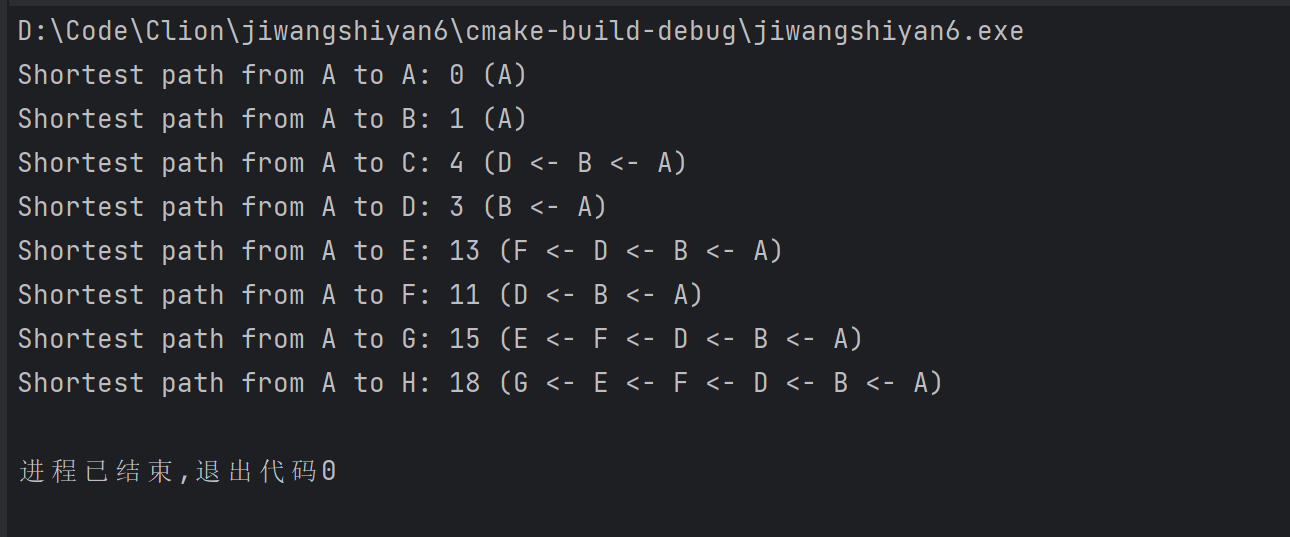 D:\Code\Clion\jiwangshiyan6\cmake-build-debug\jiwangshiyan6.exe
Shortest path from A to A: 0 (A)
Shortest path from A to B: 1 (A)
Shortest path from A to C: 4 (D <- B <- A)
Shortest path from A to D: 3 (B <- A)
Shortest path from A to E: 13 (F <- D <- B <- A)
Shortest path from A to F: 11 (D <- B <- A)
Shortest path from A to G: 15 (E <- F <- D <- B <- A)
Shortest path from A to H: 18 (G <- E <- F <- D <- B <- A)
进程已结束,退出代码0